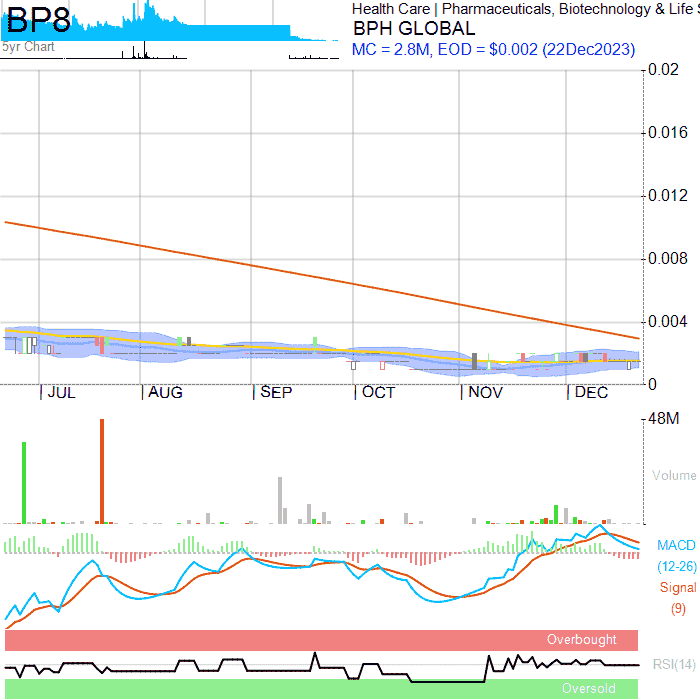 BP8
5yr Chart
Health Care | Pharmaceuticals, Biotechnology & Life S
BPH GLOBAL
MC = 2.8M, EOD = $0.002 (22Dec2023)
0.02
0.016
0.012
0.008
0.004
0
JUL AUG SEP OCT NOV DEC
48M
Volume
MACD
(12-26)
Signal
(9)
Overbought
RSI(14)
Oversold